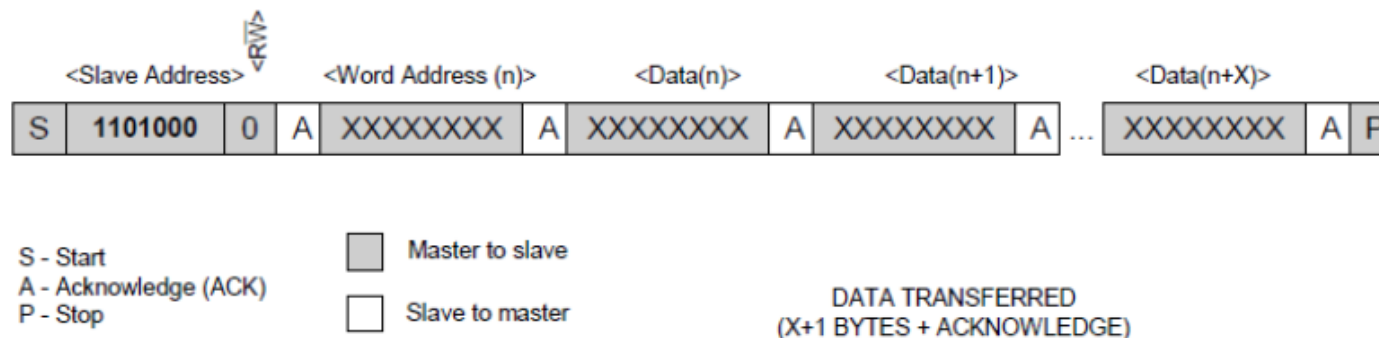 <RW>
<Slave Address> <Word Address (n)> <Data(n)> <Data(n+1)> <Data(n+X)>
S 1101000 0 A XXXXXXXX A XXXXXXXX A XXXXXXXX A ... XXXXXXXX A P
S - Start
A - Acknowledge (ACK)
P - Stop
Master to slave
Slave to master
DATA TRANSFERRED
(X+1 BYTES + ACKNOWLEDGE)